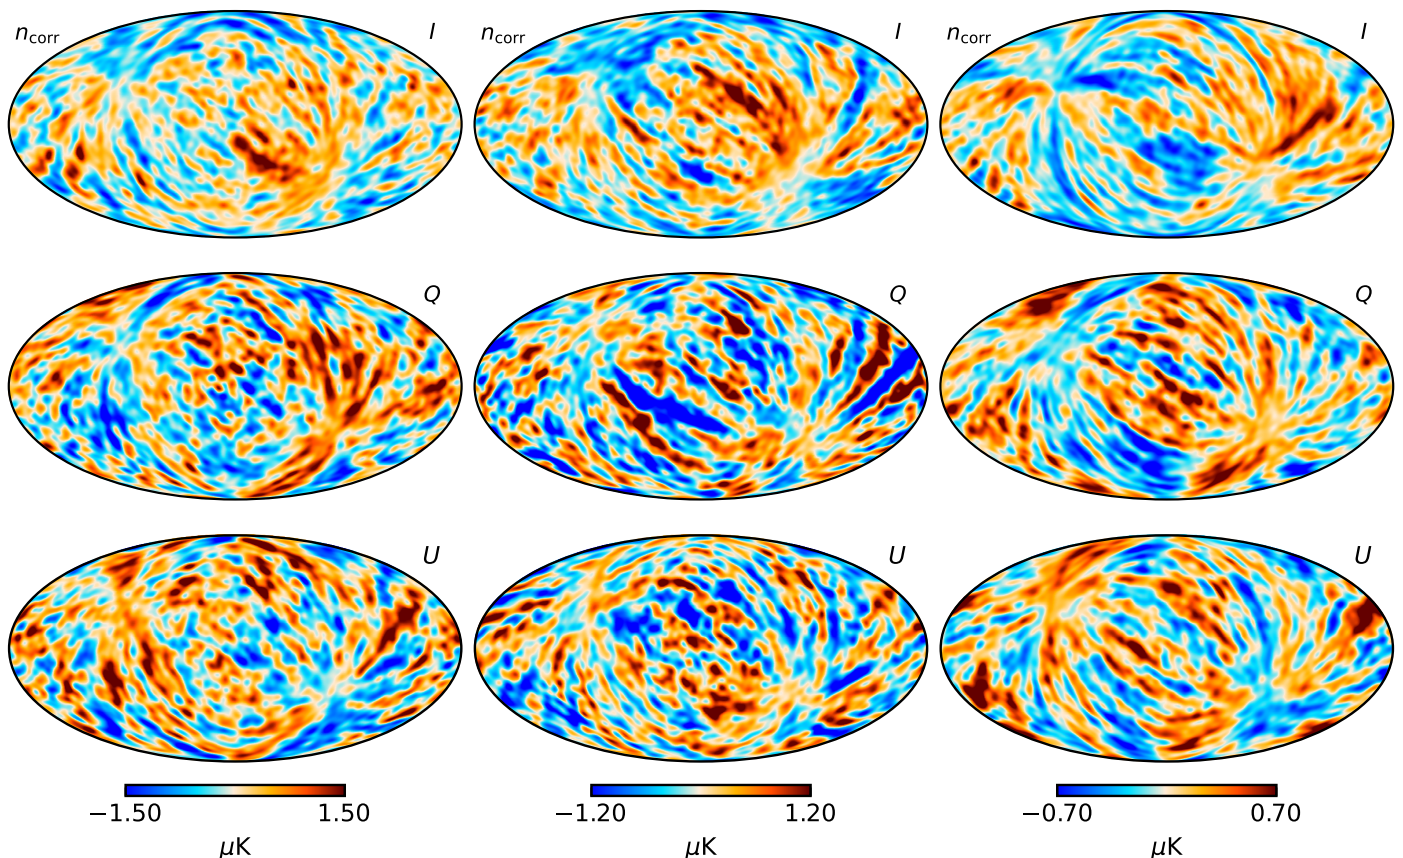 n_corr I n_corr I n_corr I
Q Q Q
U U U
−1.50 1.50 −1.20 1.20 −0.70 0.70
μK μK μK